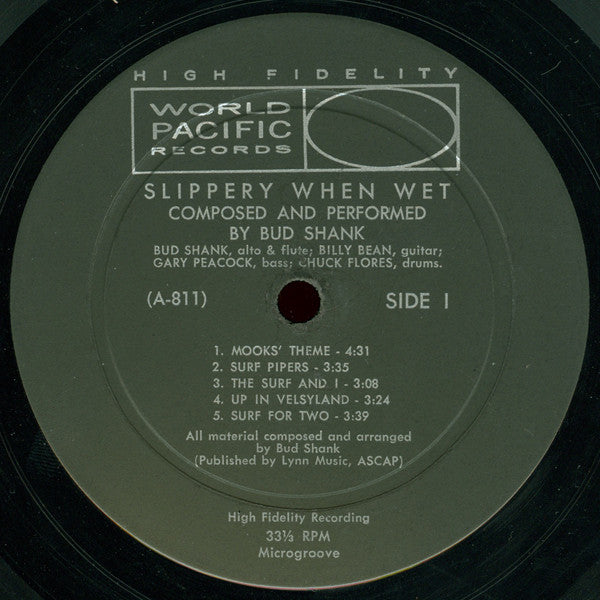 HIGH FIDELITY
WORLD
PACIFIC
RECORDS
SLIPPERY WHEN WET
COMPOSED AND PERFORMED
BY BUD SHANK
BUD SHANK, alto & flute; BILLY BEAN, guitar;
GARY PEACOCK, bass; CHUCK FLORES, drums.
(A-811)
SIDE I
1. MOOKS' THEME - 4:31
2. SURF PIPERS - 3:35
3. THE SURF AND I - 3:08
4. UP IN VELSYLAND - 3:24
5. SURF FOR TWO - 3:39
All material composed and arranged
by Bud Shank
(Published by Lynn Music, ASCAP)
High Fidelity Recording
33⅓ RPM
Microgroove